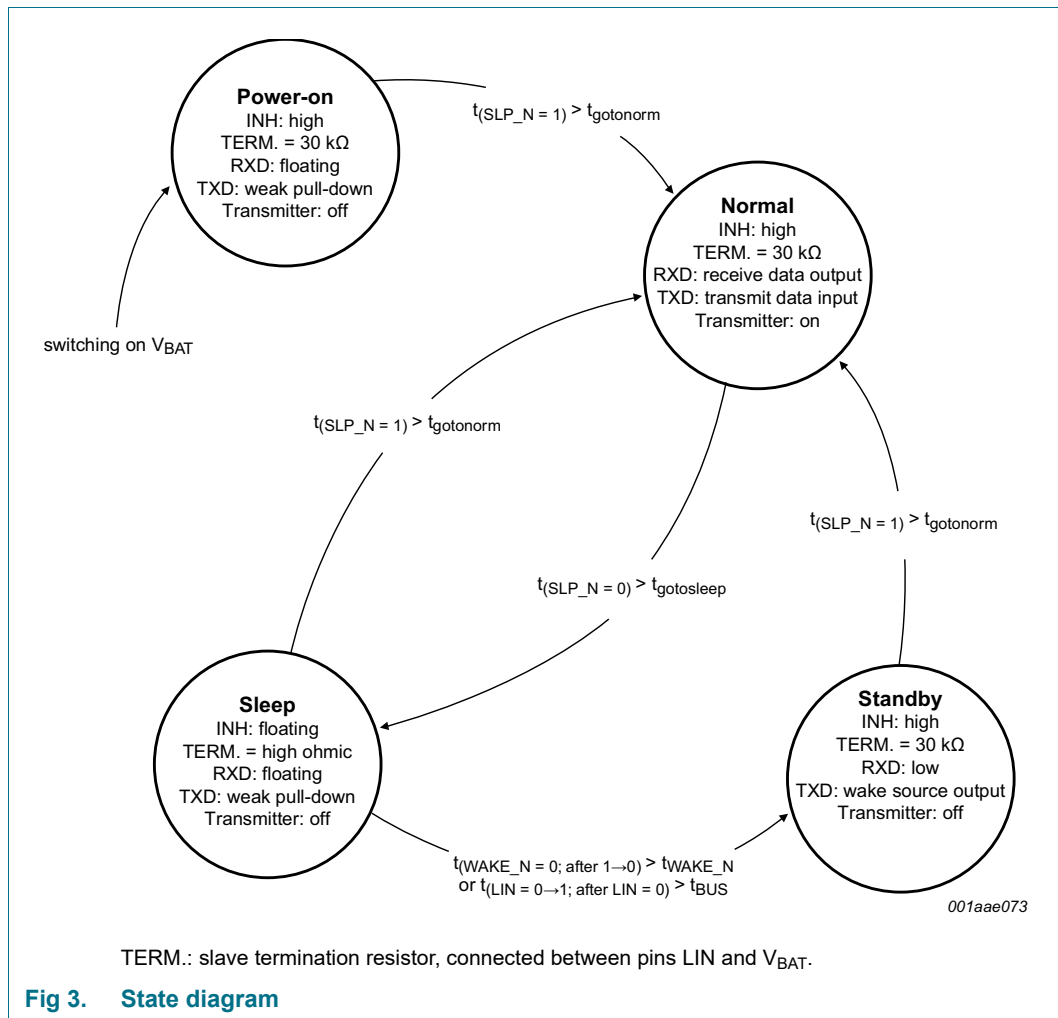 Power-on
INH: high
TERM. = 30 kΩ
RXD: floating
TXD: weak pull-down
Transmitter: off
t(SLP_N = 1) > tgotonorm
Normal
INH: high
TERM. = 30 kΩ
RXD: receive data output
TXD: transmit data input
Transmitter: on
switching on VBAT
t(SLP_N = 1) > tgotonorm
t(SLP_N = 1) > tgotonorm
t(SLP_N = 0) > tgotosleep
Sleep
INH: floating
TERM. = high ohmic
RXD: floating
TXD: weak pull-down
Transmitter: off
Standby
INH: high
TERM. = 30 kΩ
RXD: low
TXD: wake source output
Transmitter: off
t(WAKE_N = 0; after 1→0) > tWAKE_N
or t(LIN = 0→1; after LIN = 0) > tBUS
001aae073
TERM.: slave termination resistor, connected between pins LIN and VBAT.
Fig 3. State diagram